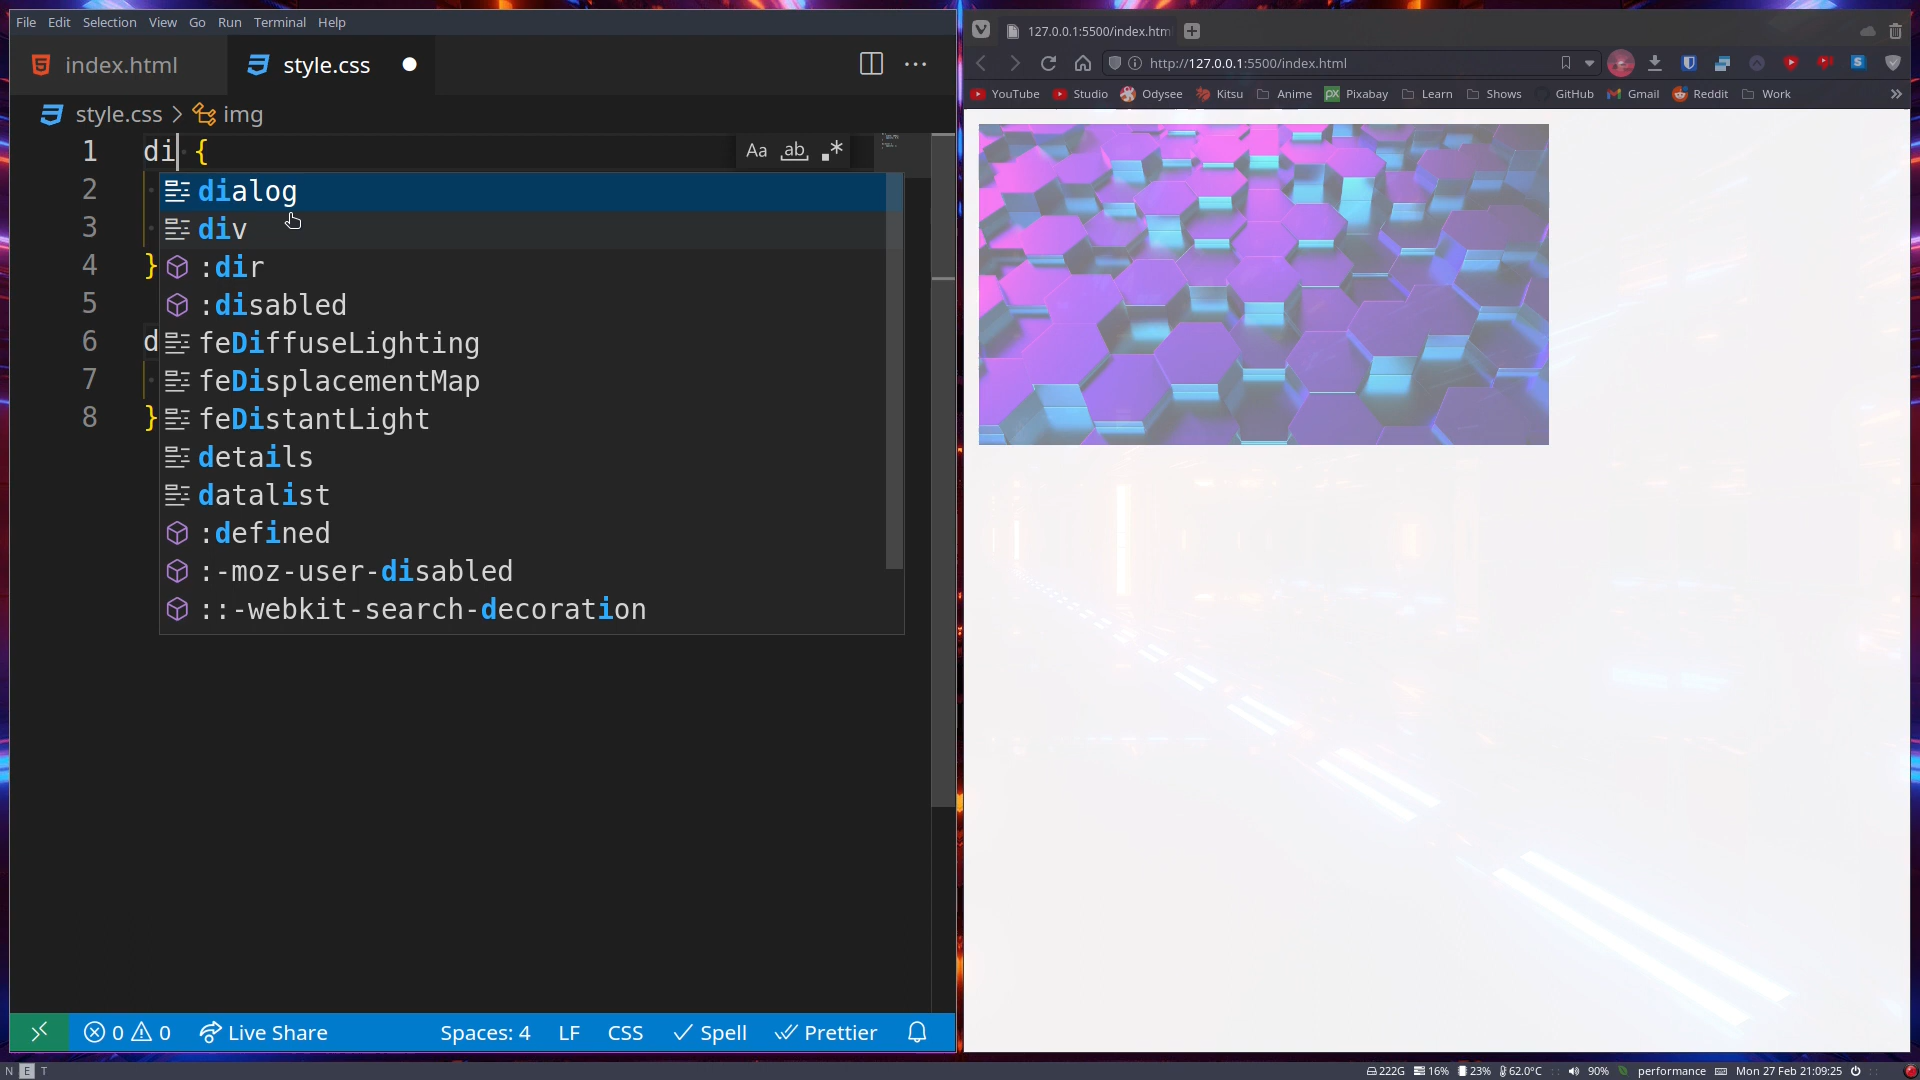 File Edit Selection View Go Run Terminal Help
index.html style.css
style.css > img
1 di {
Aa ab .*
2 dialog
3 div
4 } :dir
5 :disabled
6 d feDiffuseLighting
7 feDisplacementMap
8 } feDistantLight
details
datalist
:defined
:-moz-user-disabled
::-webkit-search-decoration
0 0 Live Share Spaces: 4 LF CSS Spell Prettier
127.0.0.1:5500/index.htm
http://127.0.0.1:5500/index.html
YouTube Studio Odysee Kitsu Anime Pixabay Learn Shows GitHub Gmail Reddit Work
N E T 222G 16% 23% 62.0°C 90% performance Mon 27 Feb 21:09:25